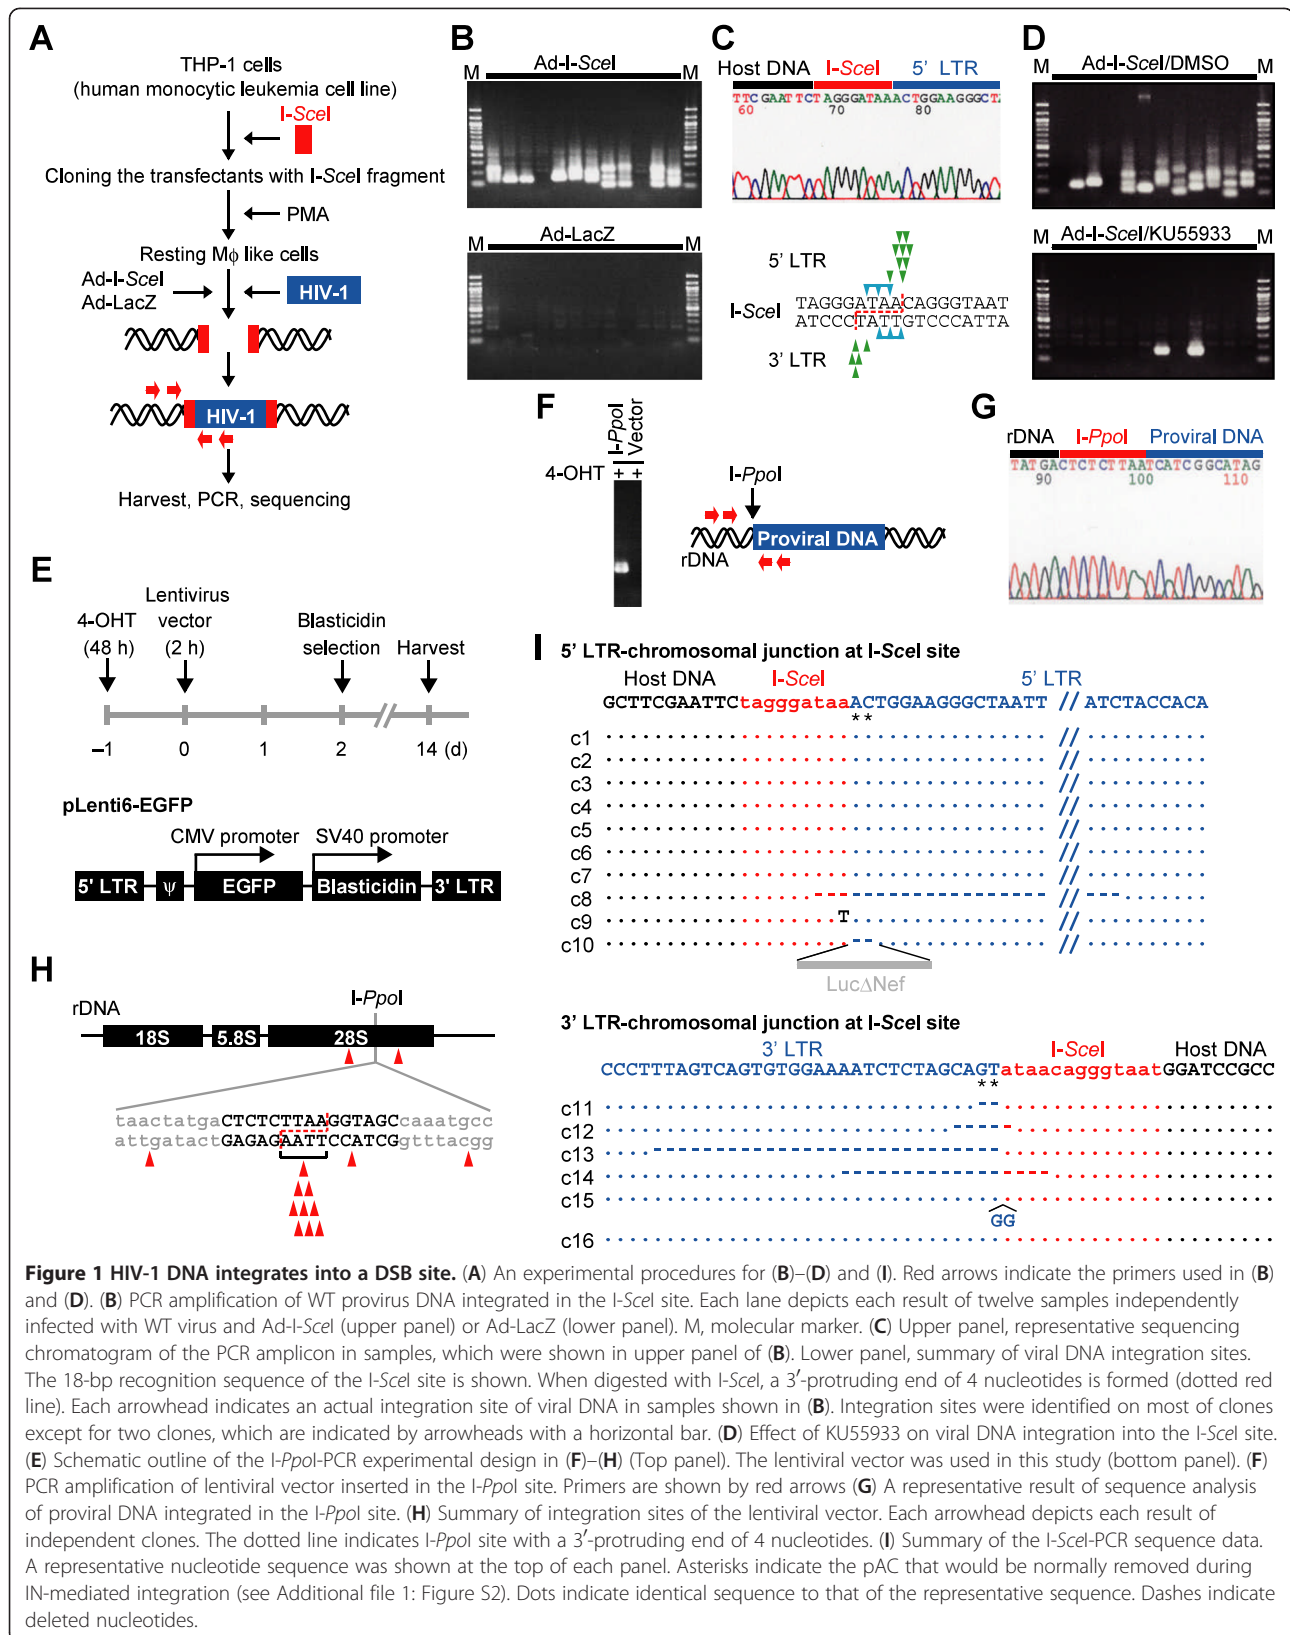 A
THP-1 cells
(human monocytic leukemia cell line)
I-SceI
Cloning the transfectants with I-SceI fragment
PMA
Resting Mϕ like cells
Ad-I-SceI
Ad-LacZ
HIV-1
HIV-1
Harvest, PCR, sequencing
B
M Ad-I-SceI M
M Ad-LacZ M
C
Host DNA I-SceI 5' LTR
TTCGAATTCTAGGGATAAACTGGAAGGGCT
60 70 80
5' LTR
I-SceI
TAGGGATAACAGGGTAAT
ATCCCTATTGTCCCATTA
3' LTR
D
M Ad-I-SceI/DMSO M
M Ad-I-SceI/KU55933 M
E
4-OHT
(48 h)
Lentivirus
vector
(2 h)
Blasticidin
selection
Harvest
–1 0 1 2 14 (d)
pLenti6-EGFP
CMV promoter SV40 promoter
5' LTR ψ EGFP Blasticidin 3' LTR
F
I-PpoI
Vector
4-OHT + +
I-PpoI
Proviral DNA
rDNA
G
rDNA I-PpoI Proviral DNA
TATGACTCTCTTAATCATCGGCATAG
90 100 110
H
rDNA
I-PpoI
18S 5.8S 28S
taactatgaCTCTCTTAAGGTAGCcaaatgcc
attgatactGAGAGAATTCCATCGgtttacgg
I
5' LTR-chromosomal junction at I-SceI site
Host DNA I-SceI 5' LTR
GCTTCGAATTCtagggataaACTGGAAGGGCTAATT // ATCTACCACA
**
c1
c2
c3
c4
c5
c6
c7
c8
c9 T
c10
LucΔNef
3' LTR-chromosomal junction at I-SceI site
3' LTR I-SceI Host DNA
CCCTTTAGTCAGTGTGGAAAATCTCTAGCAGTataacagggtaatGGATCCGCC
**
c11
c12
c13
c14
c15
GG
c16
Figure 1 HIV-1 DNA integrates into a DSB site. (A) An experimental procedures for (B)–(D) and (I). Red arrows indicate the primers used in (B)
and (D). (B) PCR amplification of WT provirus DNA integrated in the I-SceI site. Each lane depicts each result of twelve samples independently
infected with WT virus and Ad-I-SceI (upper panel) or Ad-LacZ (lower panel). M, molecular marker. (C) Upper panel, representative sequencing
chromatogram of the PCR amplicon in samples, which were shown in upper panel of (B). Lower panel, summary of viral DNA integration sites.
The 18-bp recognition sequence of the I-SceI site is shown. When digested with I-SceI, a 3′-protruding end of 4 nucleotides is formed (dotted red
line). Each arrowhead indicates an actual integration site of viral DNA in samples shown in (B). Integration sites were identified on most of clones
except for two clones, which are indicated by arrowheads with a horizontal bar. (D) Effect of KU55933 on viral DNA integration into the I-SceI site.
(E) Schematic outline of the I-PpoI-PCR experimental design in (F)–(H) (Top panel). The lentiviral vector was used in this study (bottom panel). (F)
PCR amplification of lentiviral vector inserted in the I-PpoI site. Primers are shown by red arrows (G) A representative result of sequence analysis
of proviral DNA integrated in the I-PpoI site. (H) Summary of integration sites of the lentiviral vector. Each arrowhead depicts each result of
independent clones. The dotted line indicates I-PpoI site with a 3′-protruding end of 4 nucleotides. (I) Summary of the I-SceI-PCR sequence data.
A representative nucleotide sequence was shown at the top of each panel. Asterisks indicate the pAC that would be normally removed during
IN-mediated integration (see Additional file 1: Figure S2). Dots indicate identical sequence to that of the representative sequence. Dashes indicate
deleted nucleotides.